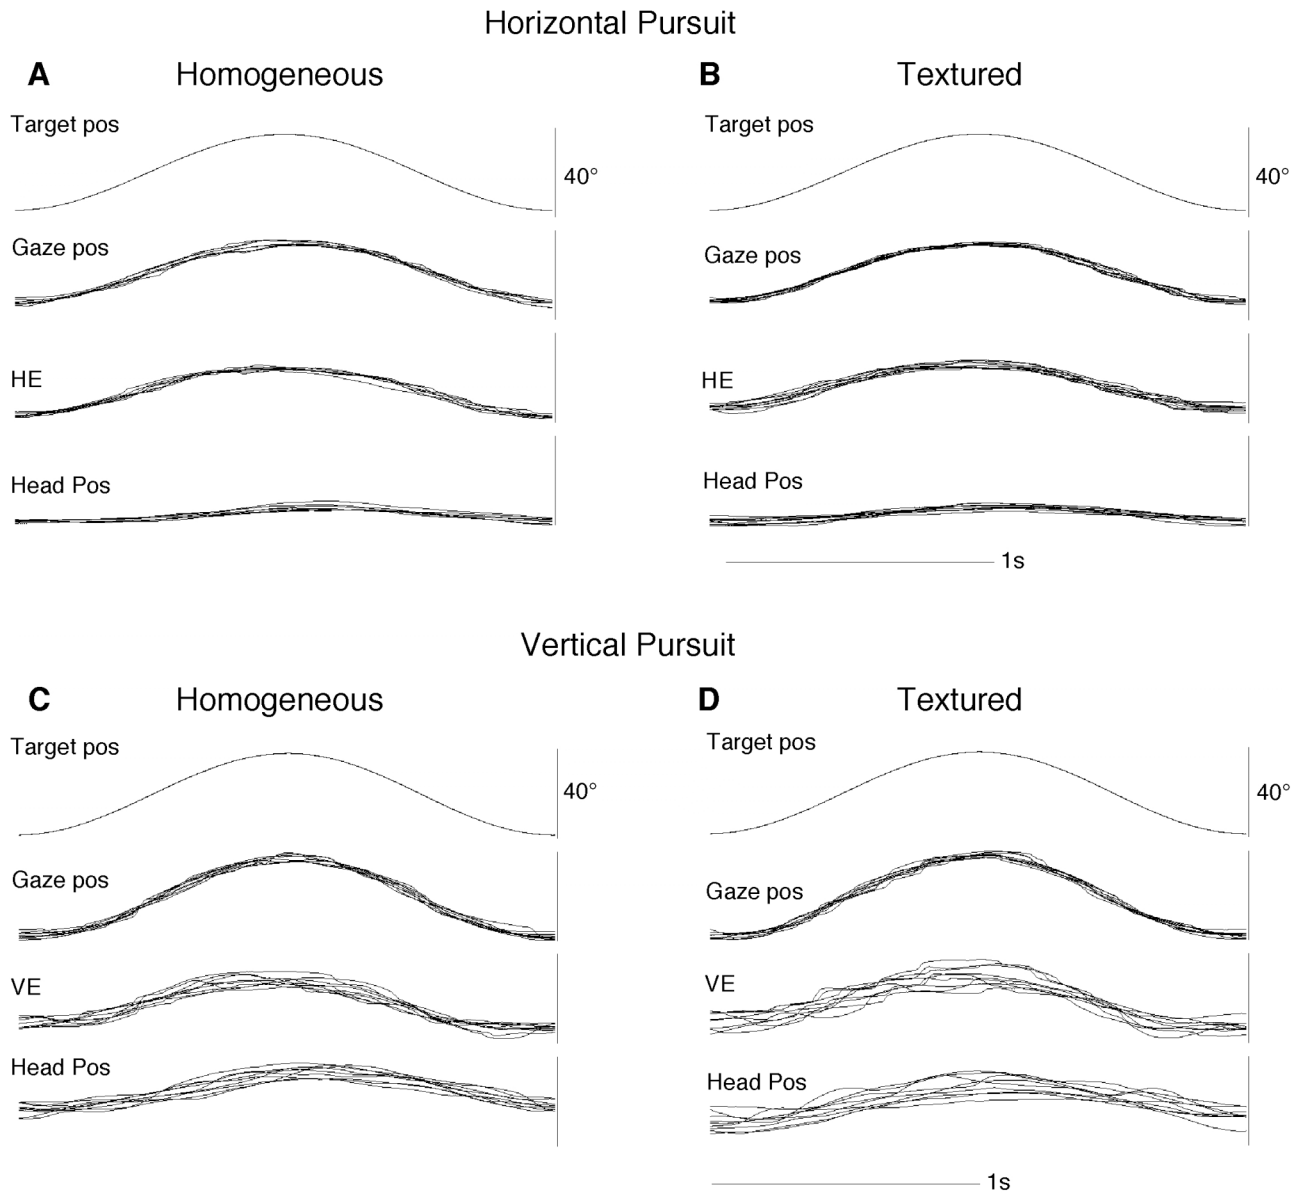 Horizontal Pursuit
A Homogeneous
B Textured
Target pos
40°
Target pos
40°
Gaze pos
Gaze pos
HE
HE
Head Pos
Head Pos
1s
Vertical Pursuit
C Homogeneous
D Textured
Target pos
40°
Target pos
40°
Gaze pos
Gaze pos
VE
VE
Head Pos
Head Pos
1s